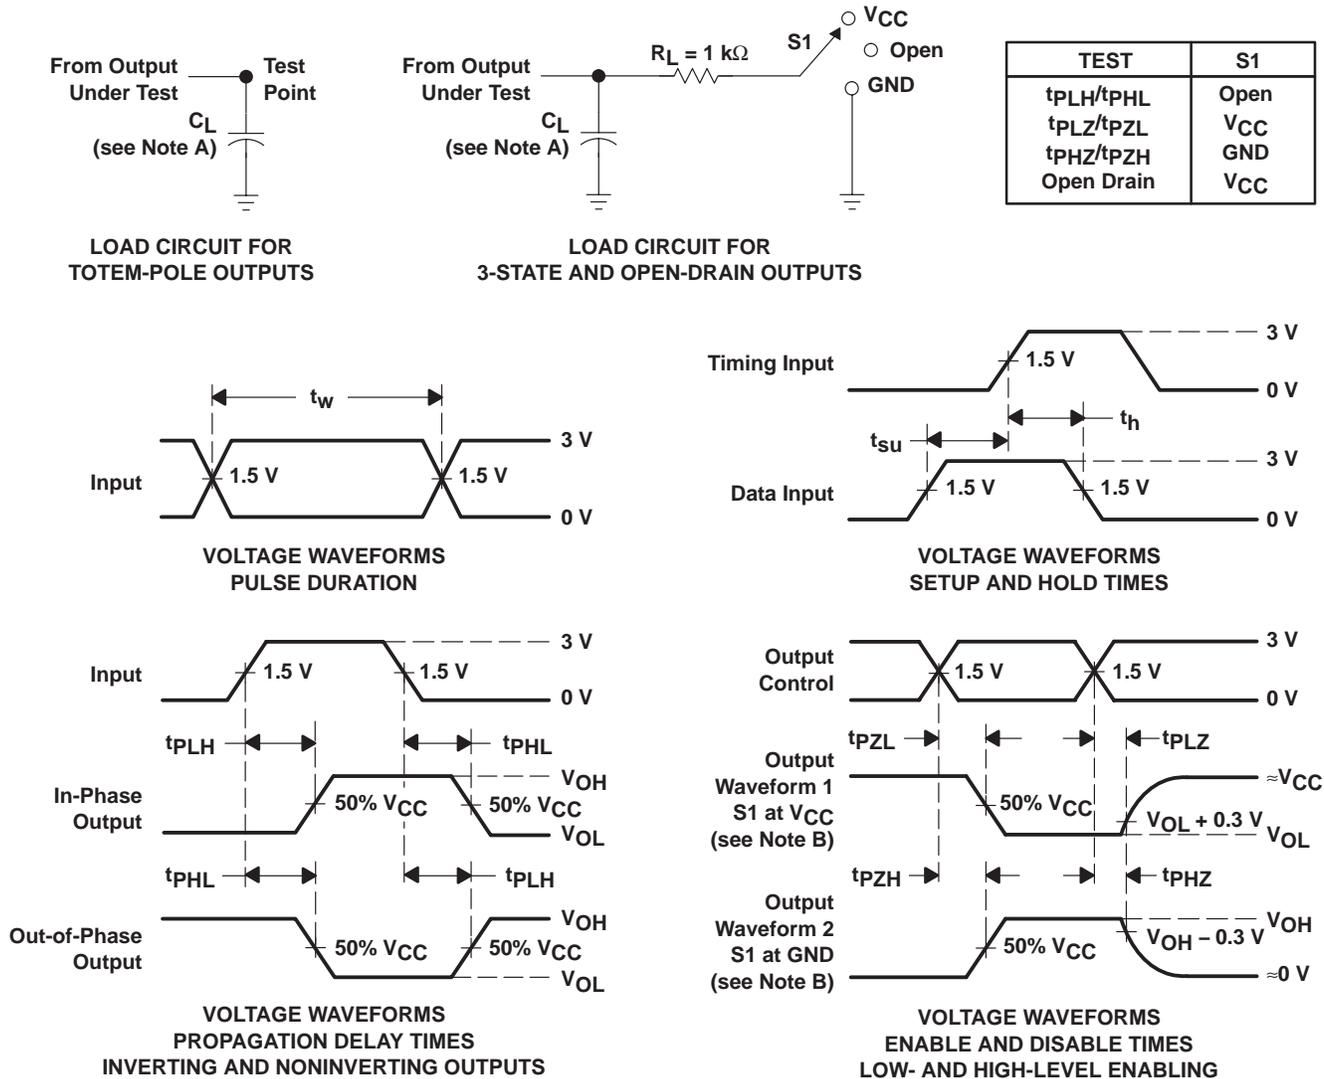 From Output
Under Test
Test
Point
CL
(see Note A)
LOAD CIRCUIT FOR
TOTEM-POLE OUTPUTS
From Output
Under Test
CL
(see Note A)
RL = 1 kΩ
S1
VCC
Open
GND
LOAD CIRCUIT FOR
3-STATE AND OPEN-DRAIN OUTPUTS
TEST S1
tPLH/tPHL Open
tPLZ/tPZL VCC
tPHZ/tPZH GND
Open Drain VCC
tw
Input
1.5 V
1.5 V
3 V
0 V
VOLTAGE WAVEFORMS
PULSE DURATION
Timing Input
1.5 V
3 V
0 V
th
tsu
Data Input
1.5 V
1.5 V
3 V
0 V
VOLTAGE WAVEFORMS
SETUP AND HOLD TIMES
Input
1.5 V
1.5 V
3 V
0 V
tPLH
tPHL
In-Phase
Output
50% VCC
50% VCC
VOH
VOL
tPHL
tPLH
Out-of-Phase
Output
50% VCC
50% VCC
VOH
VOL
VOLTAGE WAVEFORMS
PROPAGATION DELAY TIMES
INVERTING AND NONINVERTING OUTPUTS
Output
Control
1.5 V
1.5 V
3 V
0 V
tPZL
tPLZ
Output
Waveform 1
S1 at VCC
(see Note B)
50% VCC
VOL + 0.3 V
≈VCC
VOL
tPZH
tPHZ
Output
Waveform 2
S1 at GND
(see Note B)
50% VCC
VOH − 0.3 V
VOH
≈0 V
VOLTAGE WAVEFORMS
ENABLE AND DISABLE TIMES
LOW- AND HIGH-LEVEL ENABLING